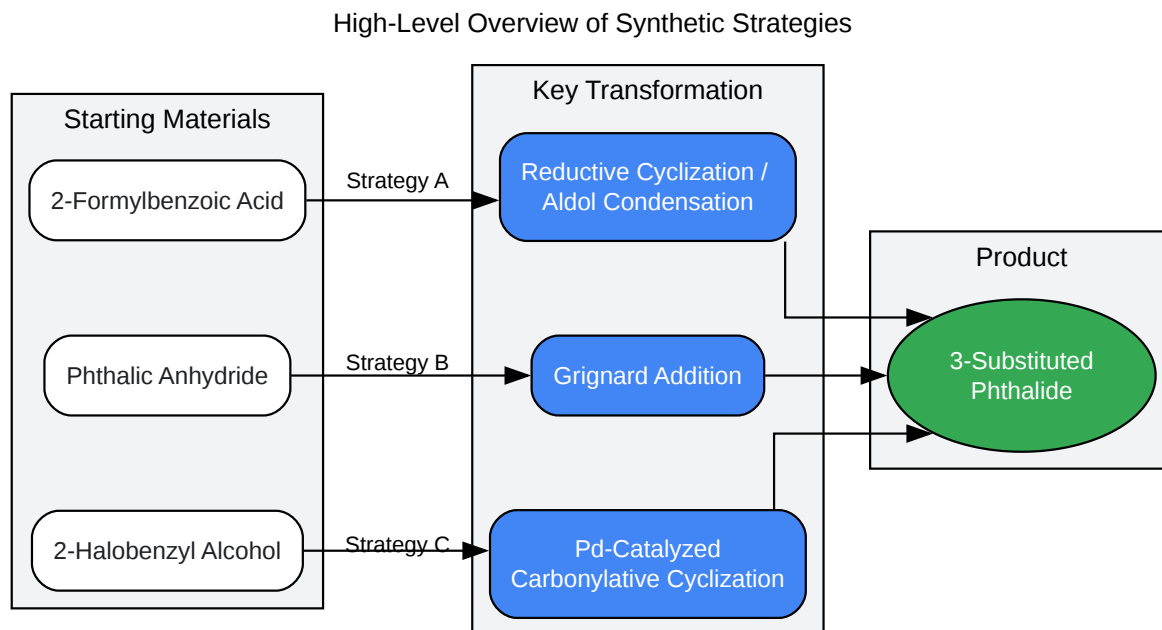 High-Level Overview of Synthetic Strategies
Starting Materials
Key Transformation
Product
2-Formylbenzoic Acid
Strategy A
Reductive Cyclization /
Aldol Condensation
Phthalic Anhydride
Strategy B
Grignard Addition
3-Substituted
Phthalide
2-Halobenzyl Alcohol
Strategy C
Pd-Catalyzed
Carbonylative Cyclization